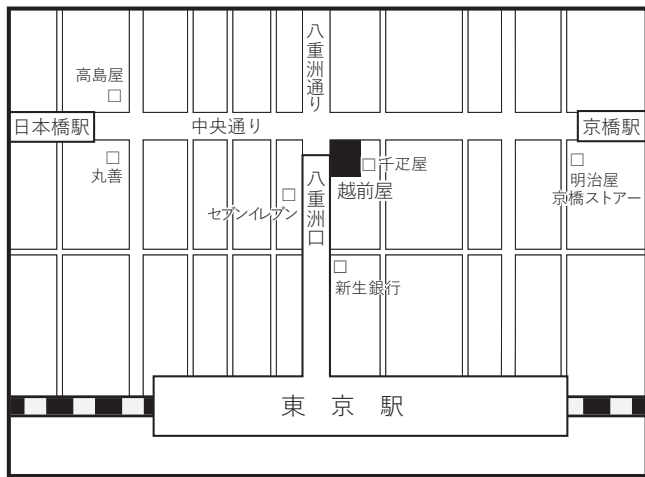 八重洲通り
高島屋
日本橋駅
中央通り
京橋駅
丸善
千疋屋
越前屋
明治屋
京橋ストアー
セブンイレブン
八重洲口
新生銀行
東京駅